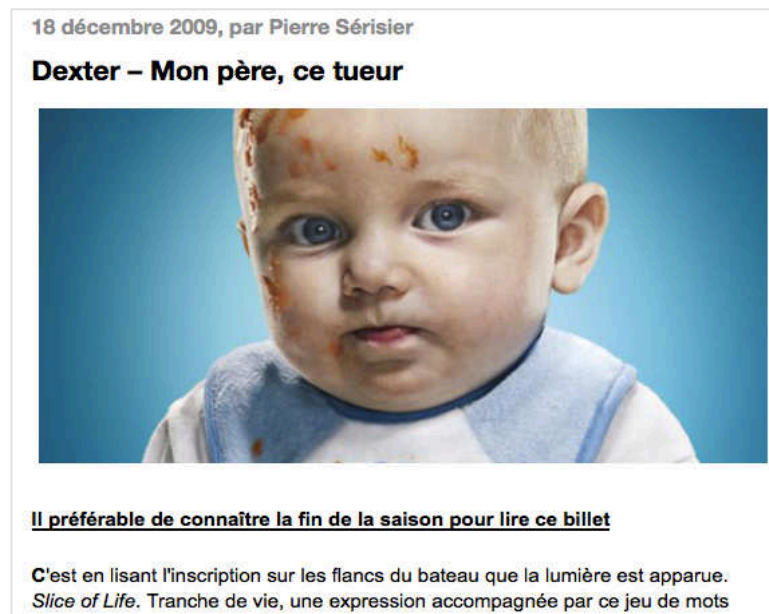 18 décembre 2009, par Pierre Sérisier
Dexter – Mon père, ce tueur
Il préférable de connaître la fin de la saison pour lire ce billet
C'est en lisant l'inscription sur les flancs du bateau que la lumière est apparue.
Slice of Life. Tranche de vie, une expression accompagnée par ce jeu de mots